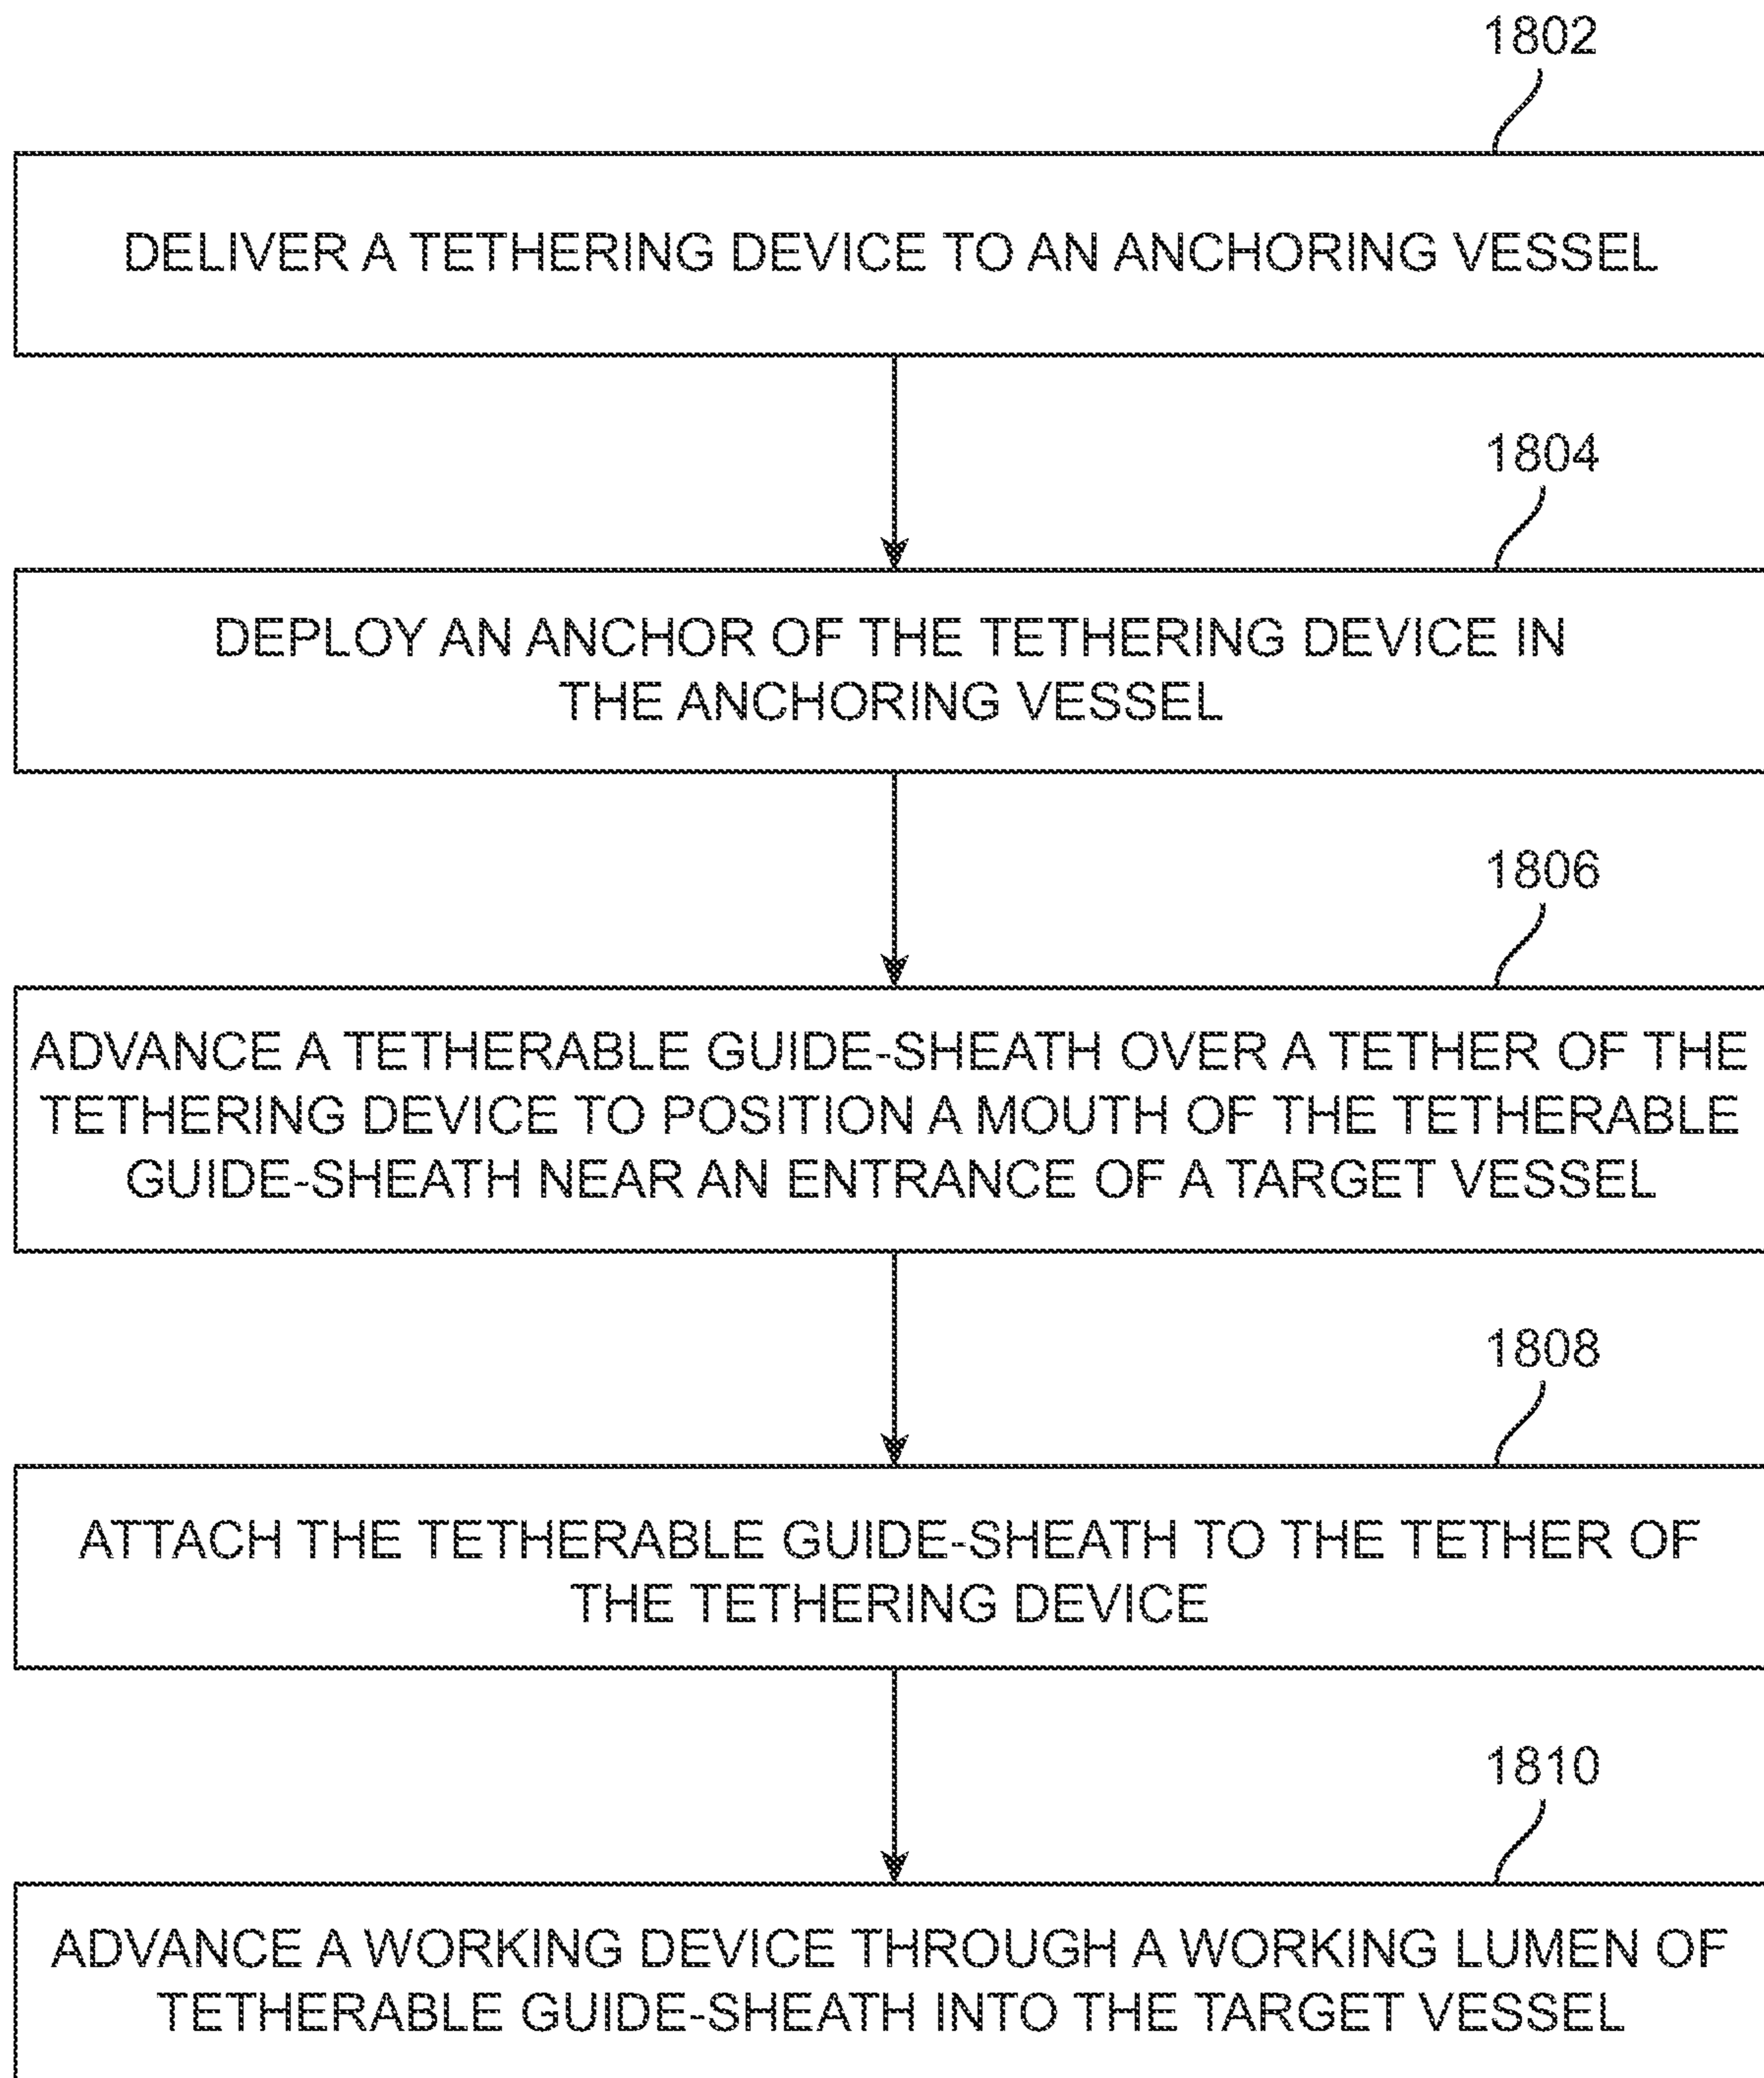 1802
DELIVER A TETHERING DEVICE TO AN ANCHORING VESSEL
1804
DEPLOY AN ANCHOR OF THE TETHERING DEVICE IN
THE ANCHORING VESSEL
1806
ADVANCE A TETHERABLE GUIDE-SHEATH OVER A TETHER OF THE
TETHERING DEVICE TO POSITION A MOUTH OF THE TETHERABLE
GUIDE-SHEATH NEAR AN ENTRANCE OF A TARGET VESSEL
1808
ATTACH THE TETHERABLE GUIDE-SHEATH TO THE TETHER OF
THE TETHERING DEVICE
1810
ADVANCE A WORKING DEVICE THROUGH A WORKING LUMEN OF
TETHERABLE GUIDE-SHEATH INTO THE TARGET VESSEL